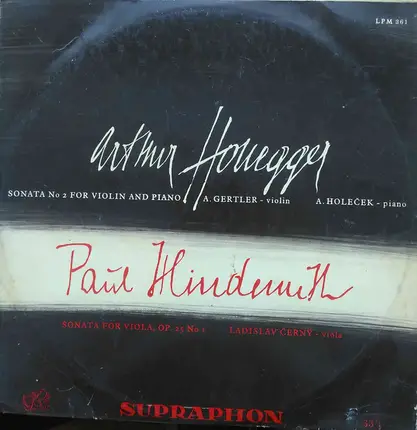 LPM 261
Arthur Honegger
SONATA No 2 FOR VIOLIN AND PIANO A. GERTLER - violin A. HOLEČEK - piano
Paul Hindemith
SONATA FOR VIOLA, OP. 25 No 1 LADISLAV ČERNÝ - viola
SUPRAPHON